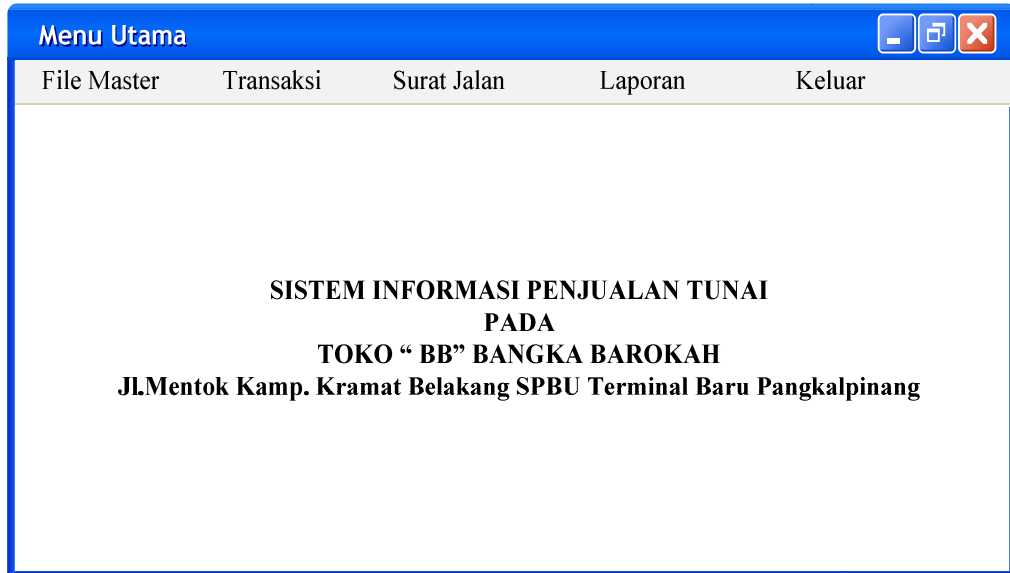 Menu Utama
File Master Transaksi Surat Jalan Laporan Keluar
SISTEM INFORMASI PENJUALAN TUNAI
PADA
TOKO “ BB” BANGKA BAROKAH
Jl.Mentok Kamp. Kramat Belakang SPBU Terminal Baru Pangkalpinang